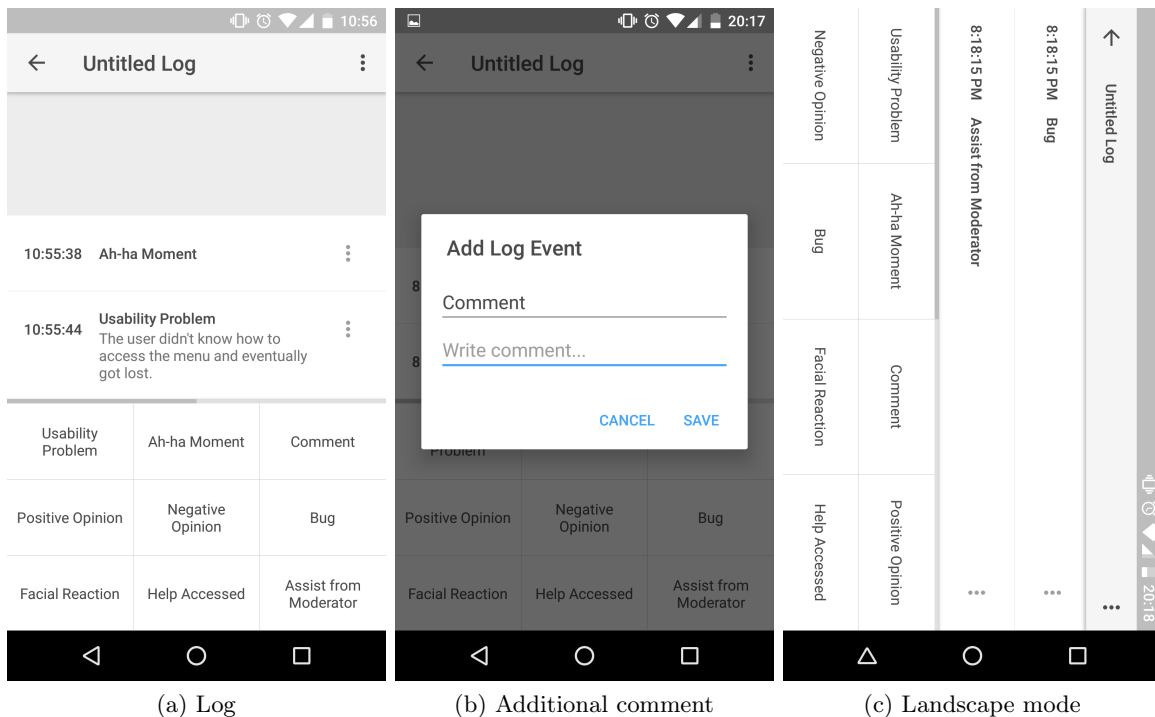 10:56
Untitled Log
10:55:38 Ah-ha Moment
10:55:44 Usability Problem
The user didn't know how to
access the menu and eventually
got lost.
Usability
Problem
Ah-ha Moment
Comment
Positive Opinion
Negative
Opinion
Bug
Facial Reaction
Help Accessed
Assist from
Moderator
(a) Log
20:17
Untitled Log
8
8
Add Log Event
Comment
Write comment...
CANCEL SAVE
Problem
Positive Opinion
Negative
Opinion
Bug
Facial Reaction
Help Accessed
Assist from
Moderator
(b) Additional comment
20:18
Untitled Log
8:18:15 PM Bug
8:18:15 PM Assist from Moderator
Usability Problem
Ah-ha Moment
Comment
Positive Opinion
Negative Opinion
Bug
Facial Reaction
Help Accessed
(c) Landscape mode